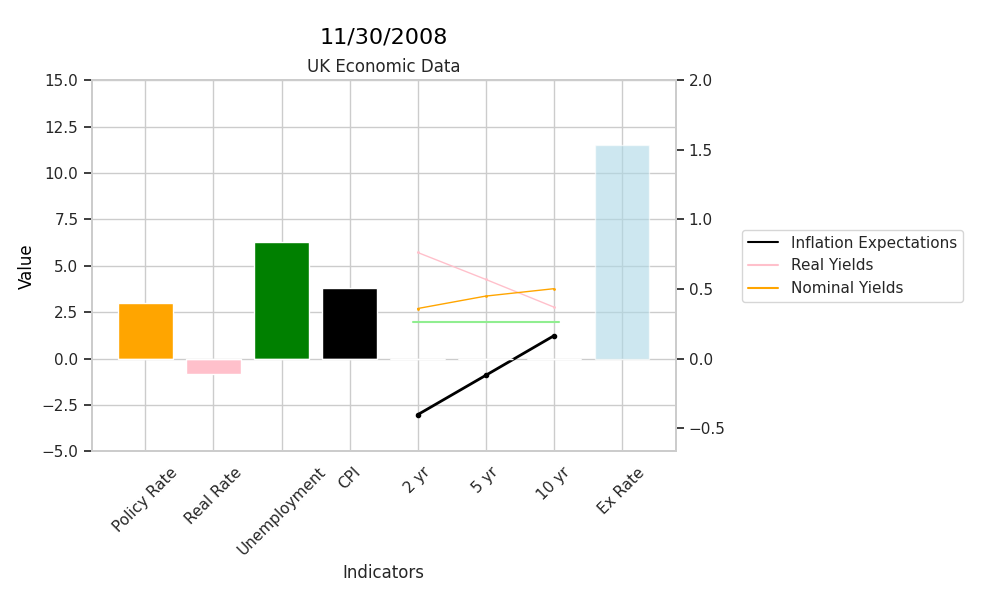 11/30/2008
UK Economic Data
15.0
12.5
10.0
7.5
5.0
2.5
0.0
−2.5
−5.0
Value
2.0
1.5
1.0
0.5
0.0
−0.5
Inflation Expectations
Real Yields
Nominal Yields
Policy Rate
Real Rate
Unemployment
CPI
2 yr
5 yr
10 yr
Ex Rate
Indicators